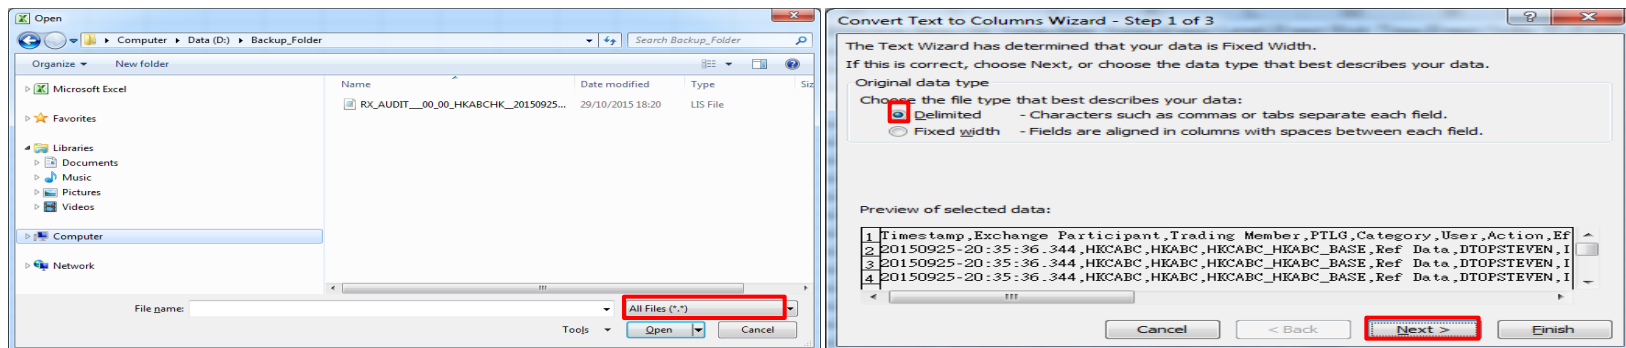 Open
Computer ▸ Data (D:) ▸ Backup_Folder
Search Backup_Folder
Organize
New folder
Name
Date modified
Type
Siz
Microsoft Excel
RX_AUDIT__00_00_HKABCHK__20150925...
29/10/2015 18:20
LIS File
Favorites
Libraries
Documents
Music
Pictures
Videos
Computer
Network
File name:
All Files (*.*)
Tools
Open
Cancel
Convert Text to Columns Wizard - Step 1 of 3
The Text Wizard has determined that your data is Fixed Width.
If this is correct, choose Next, or choose the data type that best describes your data.
Original data type
Choose the file type that best describes your data:
Delimited - Characters such as commas or tabs separate each field.
Fixed width - Fields are aligned in columns with spaces between each field.
Preview of selected data:
1 Timestamp,Exchange Participant,Trading Member,PTLG,Category,User,Action,Ef
2 20150925-20:35:36.344,HKCABC,HKABC,HKCABC_HKABC_BASE,Ref Data,DTOPSTEVEN,I
3 20150925-20:35:36.344,HKCABC,HKABC,HKCABC_HKABC_BASE,Ref Data,DTOPSTEVEN,I
4 20150925-20:35:36.344,HKCABC,HKABC,HKCABC_HKABC_BASE,Ref Data,DTOPSTEVEN,I
Cancel
< Back
Next >
Finish